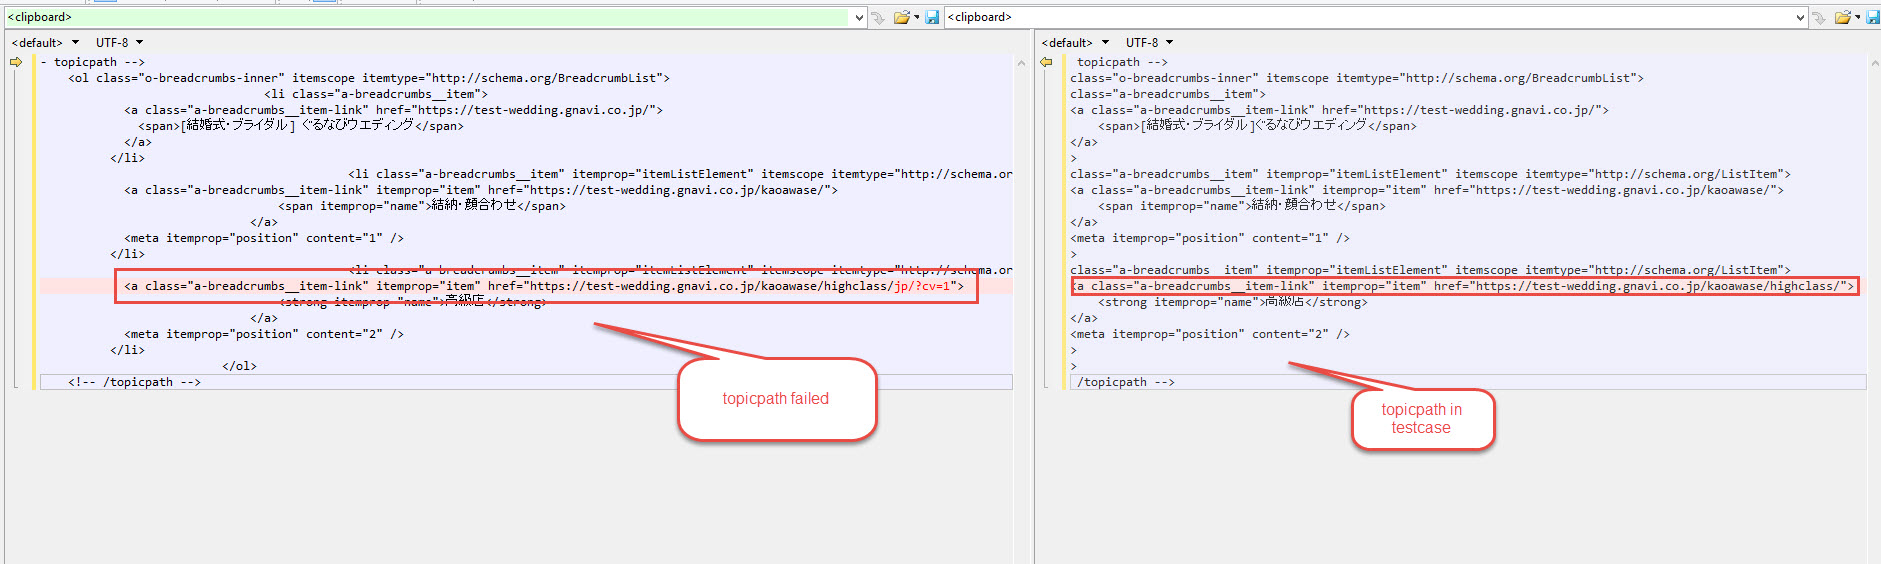 <clipboard>
<clipboard>
<default> UTF-8
- topicpath -->
<ol class="o-breadcrumbs-inner" itemscope itemtype="http://schema.org/BreadcrumbList">
<li class="a-breadcrumbs__item">
<a class="a-breadcrumbs__item-link" href="https://test-wedding.gnavi.co.jp/">
<span>[結婚式・ブライダル] ぐるなびウエディング</span>
</a>
</li>
<li class="a-breadcrumbs__item" itemprop="itemListElement" itemscope itemtype="http://schema.or
<a class="a-breadcrumbs__item-link" itemprop="item" href="https://test-wedding.gnavi.co.jp/kaoawase/">
<span itemprop="name">結納・顔合わせ</span>
</a>
<meta itemprop="position" content="1" />
</li>
<li class="a-breadcrumbs__item" itemprop="itemListElement" itemscope itemtype="http://schema.or
<a class="a-breadcrumbs__item-link" itemprop="item" href="https://test-wedding.gnavi.co.jp/kaoawase/highclass/jp/?cv=1">
<strong itemprop="name">高級店</strong>
</a>
<meta itemprop="position" content="2" />
</li>
</ol>
<!-- /topicpath -->
topicpath failed
<default> UTF-8
topicpath -->
class="o-breadcrumbs-inner" itemscope itemtype="http://schema.org/BreadcrumbList">
class="a-breadcrumbs__item">
<a class="a-breadcrumbs__item-link" href="https://test-wedding.gnavi.co.jp/">
<span>[結婚式・ブライダル]ぐるなびウエディング</span>
</a>
>
class="a-breadcrumbs__item" itemprop="itemListElement" itemscope itemtype="http://schema.org/ListItem">
<a class="a-breadcrumbs__item-link" itemprop="item" href="https://test-wedding.gnavi.co.jp/kaoawase/">
<span itemprop="name">結納・顔合わせ</span>
</a>
<meta itemprop="position" content="1" />
>
class="a-breadcrumbs__item" itemprop="itemListElement" itemscope itemtype="http://schema.org/ListItem">
<a class="a-breadcrumbs__item-link" itemprop="item" href="https://test-wedding.gnavi.co.jp/kaoawase/highclass/">
<strong itemprop="name">高級店</strong>
</a>
<meta itemprop="position" content="2" />
>
>
/topicpath -->
topicpath in
testcase